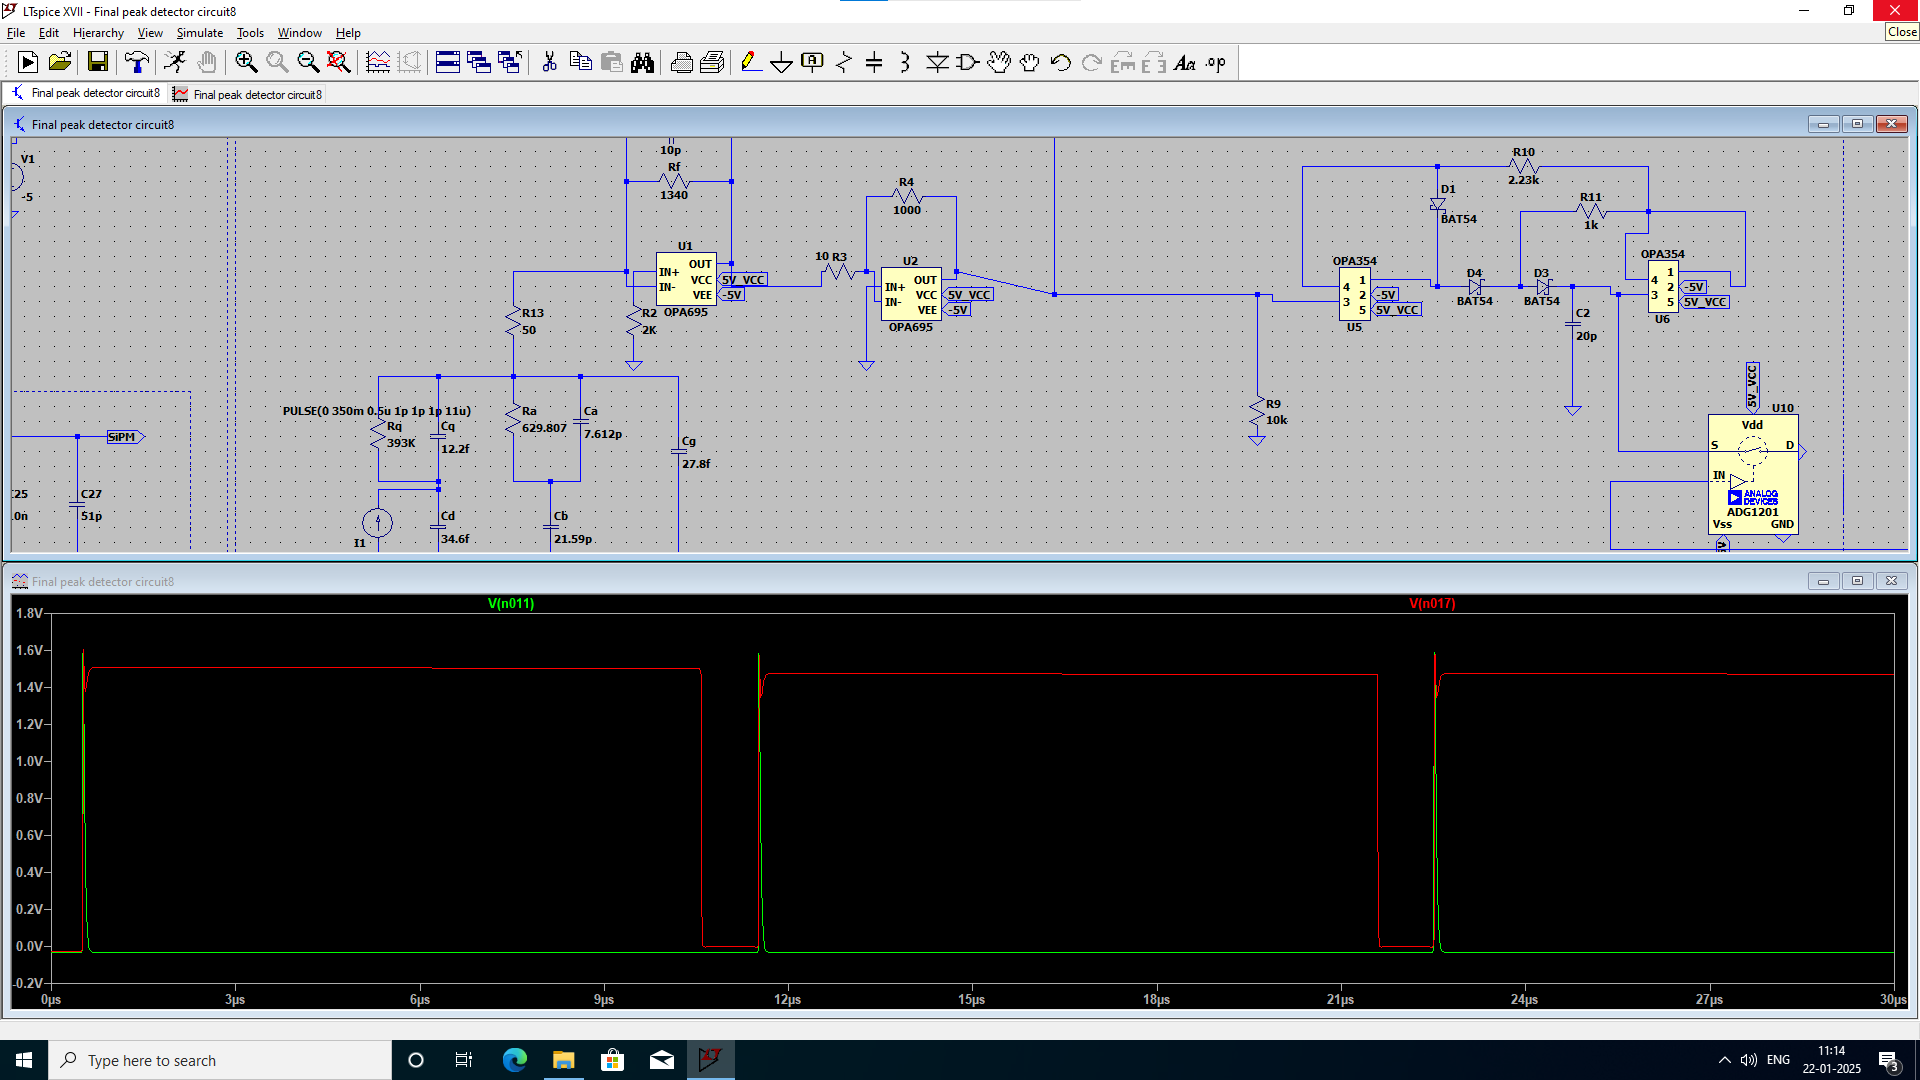 LTspice XVII - Final peak detector circuit8
Close
File Edit Hierarchy View Simulate Tools Window Help
Final peak detector circuit8
Final peak detector circuit8
Final peak detector circuit8
V1
-5
10p
Rf
1340
R4
1000
R10
2.23k
D1
BAT54
R11
1k
U1
OUT
IN+
VCC
IN-
VEE
5V_VCC
-5V
OPA695
10 R3
U2
OUT
IN+
VCC
IN-
VEE
5V_VCC
-5V
OPA695
OPA354
1
4
2
3
5
-5V
5V_VCC
U5
D4
BAT54
D3
BAT54
OPA354
1
4
2
3
5
-5V
5V_VCC
U6
R13
50
R2
2K
C2
20p
PULSE(0 350m 0.5u 1p 1p 1p 11u)
Rq
393K
Cq
12.2f
Ra
629.807
Ca
7.612p
Cg
27.8f
R9
10k
5V_VCC
U10
Vdd
S
D
IN
ANALOG
DEVICES
ADG1201
Vss
GND
SiPM
C25
0n
C27
51p
I1
Cd
34.6f
Cb
21.59p
Final peak detector circuit8
V(n011)
V(n017)
1.8V
1.6V
1.4V
1.2V
1.0V
0.8V
0.6V
0.4V
0.2V
0.0V
-0.2V
0µs 3µs 6µs 9µs 12µs 15µs 18µs 21µs 24µs 27µs 30µs
Type here to search
ENG
11:14
22-01-2025
3